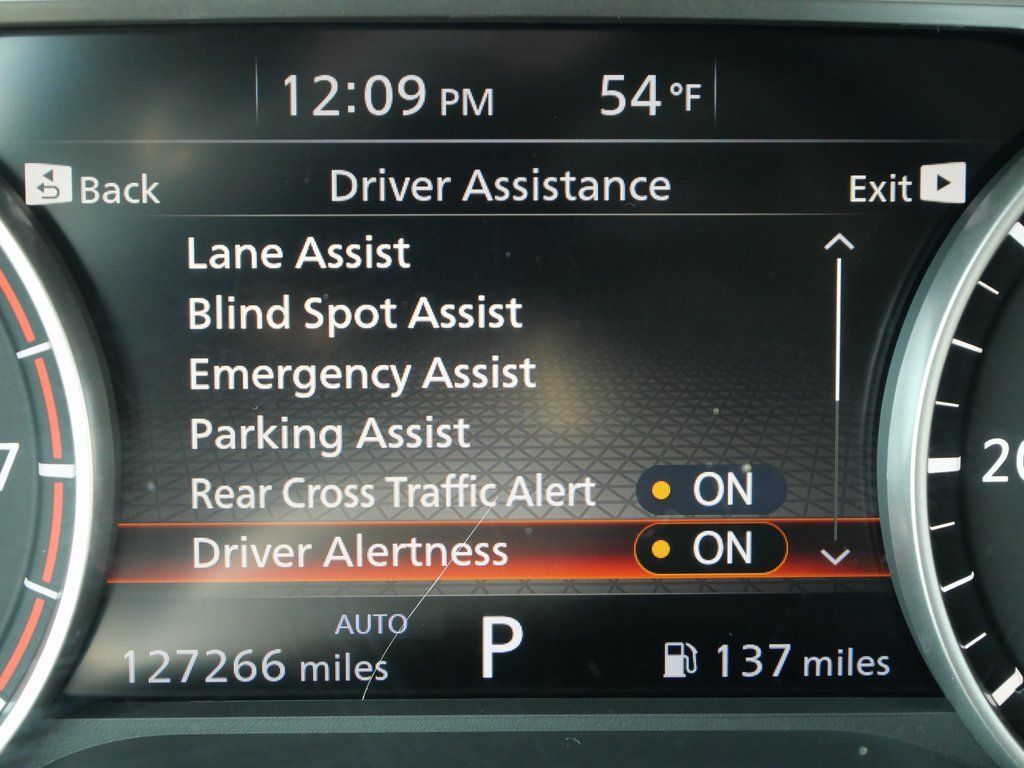 12:09 PM 54 °F
Back Driver Assistance Exit
Lane Assist
Blind Spot Assist
Emergency Assist
Parking Assist
Rear Cross Traffic Alert ON
Driver Alertness ON
AUTO
127266 miles P 137 miles
7